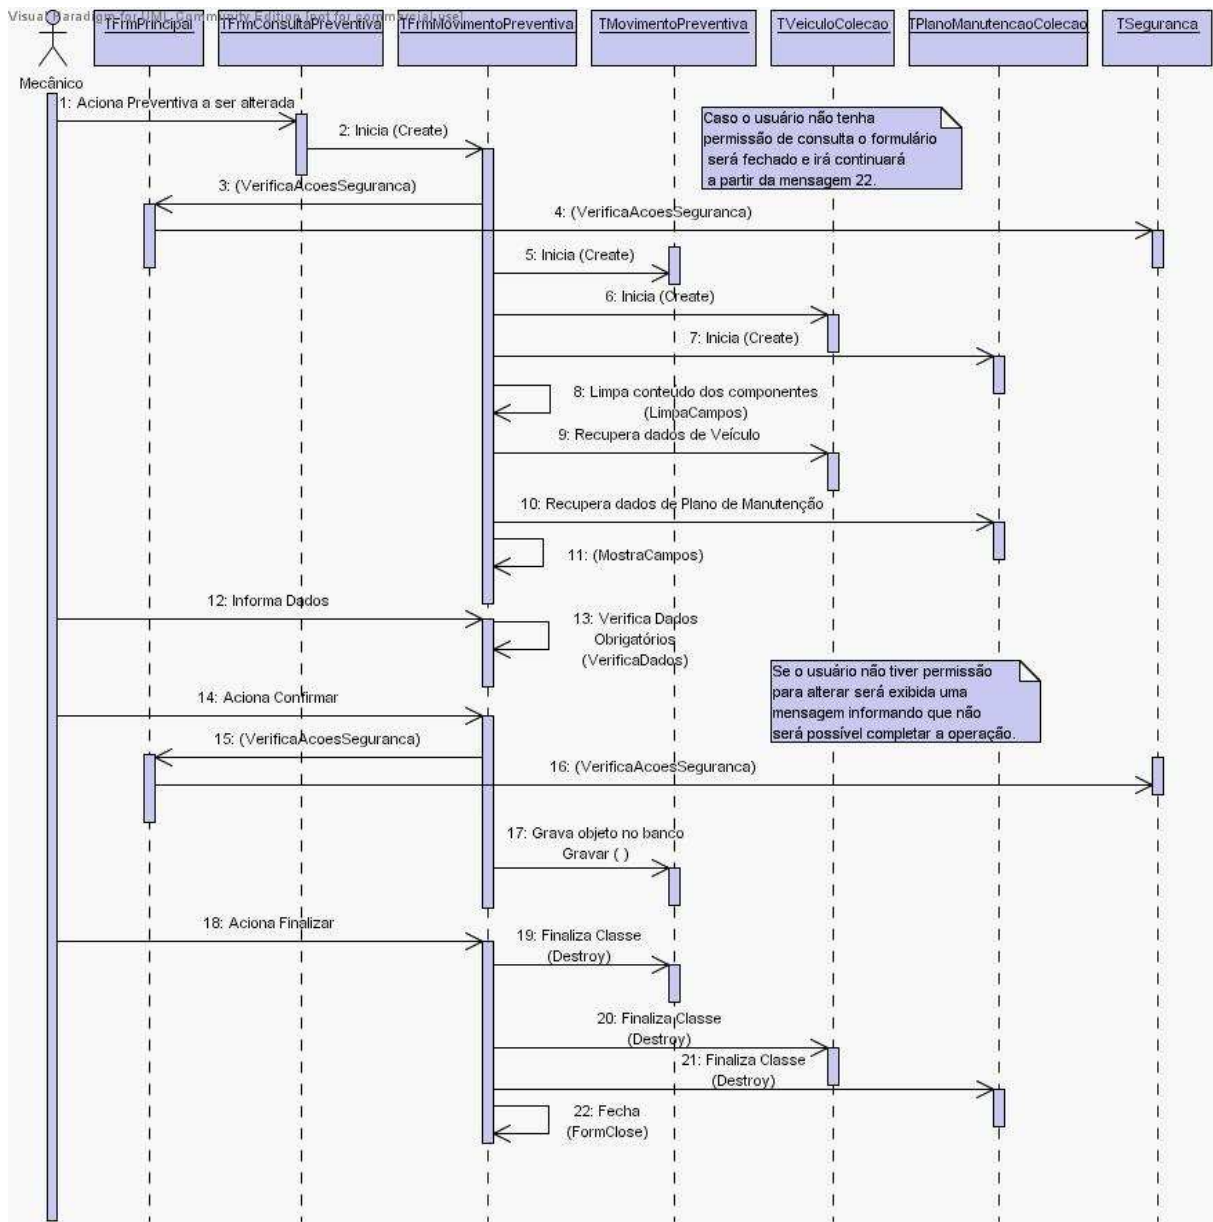 Visual Paradigm for UML Community Edition [not for commercial use]
TFrmPrincipal
TFrmConsultaPreventiva
TFrmMovimentoPreventiva
TMovimentoPreventiva
TVeiculoColecao
TPlanoManutencaoColecao
TSeguranca
Mecânico
1: Aciona Preventiva a ser alterada
2: Inicia (Create)
Caso o usuário não tenha
permissão de consulta o formulário
será fechado e irá continuará
a partir da mensagem 22.
3: (VerificaAcoesSeguranca)
4: (VerificaAcoesSeguranca)
5: Inicia (Create)
6: Inicia (Create)
7: Inicia (Create)
8: Limpa conteúdo dos componentes
(LimpaCampos)
9: Recupera dados de Veículo
10: Recupera dados de Plano de Manutenção
11: (MostraCampos)
12: Informa Dados
13: Verifica Dados
Obrigatórios
(VerificaDados)
Se o usuário não tiver permissão
para alterar será exibida uma
mensagem informando que não
será possível completar a operação.
14: Aciona Confirmar
15: (VerificaAcoesSeguranca)
16: (VerificaAcoesSeguranca)
17: Grava objeto no banco
Gravar ( )
18: Aciona Finalizar
19: Finaliza Classe
(Destroy)
20: Finaliza Classe
(Destroy)
21: Finaliza Classe
(Destroy)
22: Fecha
(FormClose)